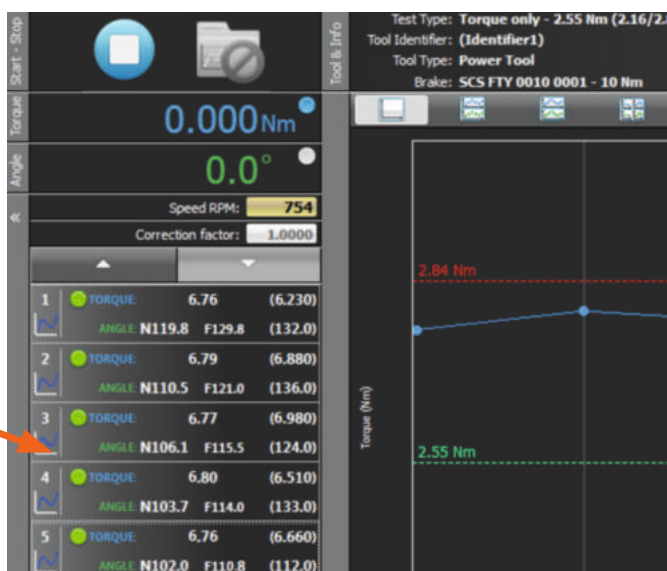 Start - Stop
Tool & Info
Test Type: Torque only - 2.55 Nm (2.16/2.
Tool Identifier: (Identifier1)
Tool Type: Power Tool
Brake: SCS FTY 0010 0001 - 10 Nm
Torque
0.000 Nm
Angle
0.0°
Speed RPM: 754
Correction factor: 1.0000
1 TORQUE: 6.76 (6.230)
ANGLE: N119.8 F129.8 (132.0)
2 TORQUE: 6.79 (6.880)
ANGLE: N110.5 F121.0 (136.0)
3 TORQUE: 6.77 (6.980)
ANGLE: N106.1 F115.5 (124.0)
4 TORQUE: 6.80 (6.510)
ANGLE: N103.7 F114.0 (133.0)
5 TORQUE: 6.76 (6.660)
ANGLE: N102.0 F110.8 (112.0)
2.84 Nm
Torque (Nm)
2.55 Nm